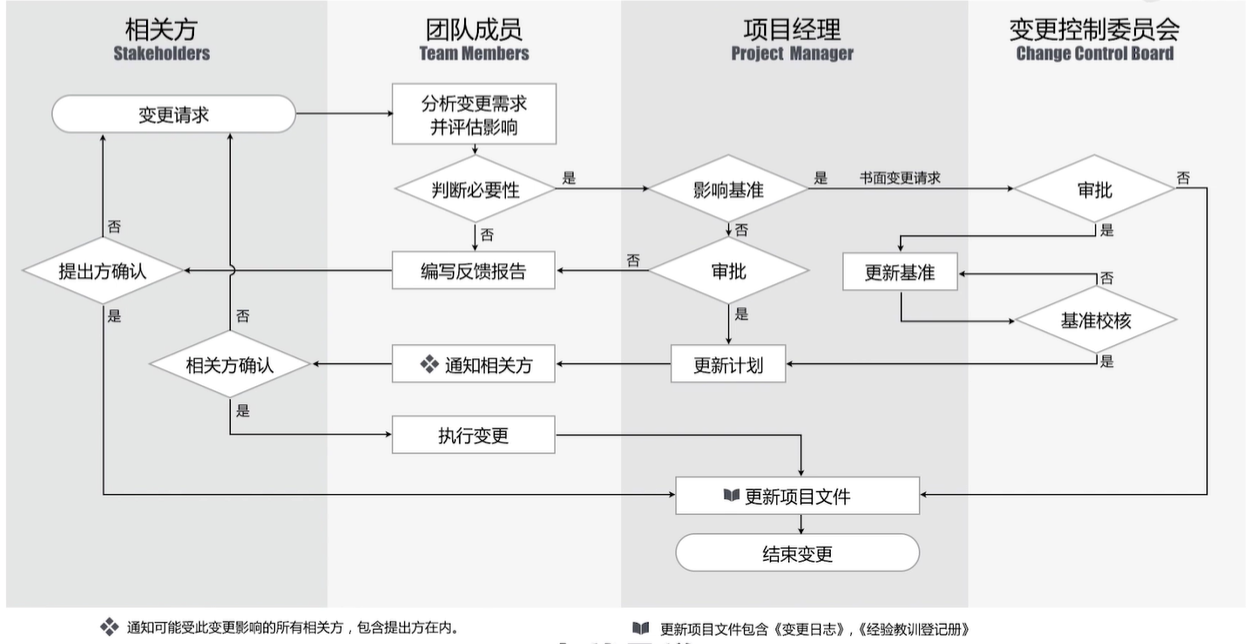 相关方
Stakeholders
团队成员
Team Members
项目经理
Project Manager
变更控制委员会
Change Control Board
变更请求
分析变更需求
并评估影响
判断必要性
是
影响基准
是
书面变更请求
审批
否
否
否
是
否
提出方确认
编写反馈报告
否
审批
更新基准
否
是
否
是
基准校核
相关方确认
通知相关方
更新计划
是
是
执行变更
更新项目文件
结束变更
通知可能受此变更影响的所有相关方，包含提出方在内。
更新项目文件包含《变更日志》,《经验教训登记册》